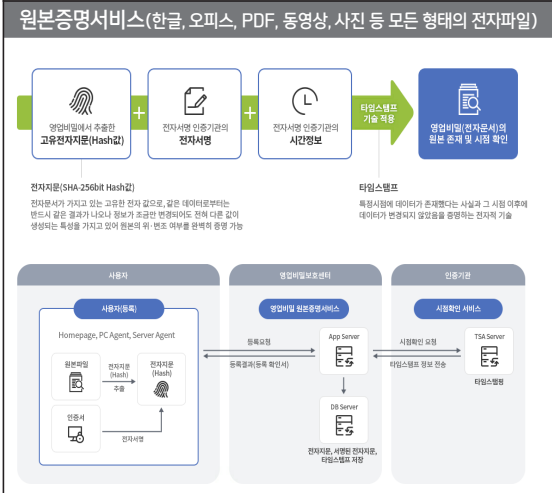 원본증명서비스(한글, 오피스, PDF, 동영상, 사진 등 모든 형태의 전자파일)
영업비밀에서 추출한
고유전자지문(Hash값)
+
전자서명 인증기관의
전자서명
+
전자서명 인증기관의
시간정보
타임스탬프
기술 적용
영업비밀(전자문서)의
원본 존재 및 시점 확인
전자지문(SHA-256bit Hash값)
전자문서가 가지고 있는 고유한 전자 값으로, 같은 데이터로부터는
반드시 같은 결과가 나오나 정보가 조금만 변경되어도 전혀 다른 값이
생성되는 특성을 가지고 있어 원본의 위·변조 여부를 완벽히 증명 가능
타임스탬프
특정시점에 데이터가 존재했다는 사실과 그 시점 이후에
데이터가 변경되지 않았음을 증명하는 전자적 기술
사용자
영업비밀보호센터
인증기관
사용자(등록)
영업비밀 원본증명서비스
시점확인 서비스
Homepage, PC Agent, Server Agent
원본파일
전자지문
(Hash)
추출
전자지문
(Hash)
인증서
전자서명
등록요청
등록결과(등록 확인서)
App Server
시점확인 요청
타임스탬프 정보 전송
TSA Server
타임스탬핑
DB Server
전자지문, 서명된 전자지문,
타임스탬프 저장